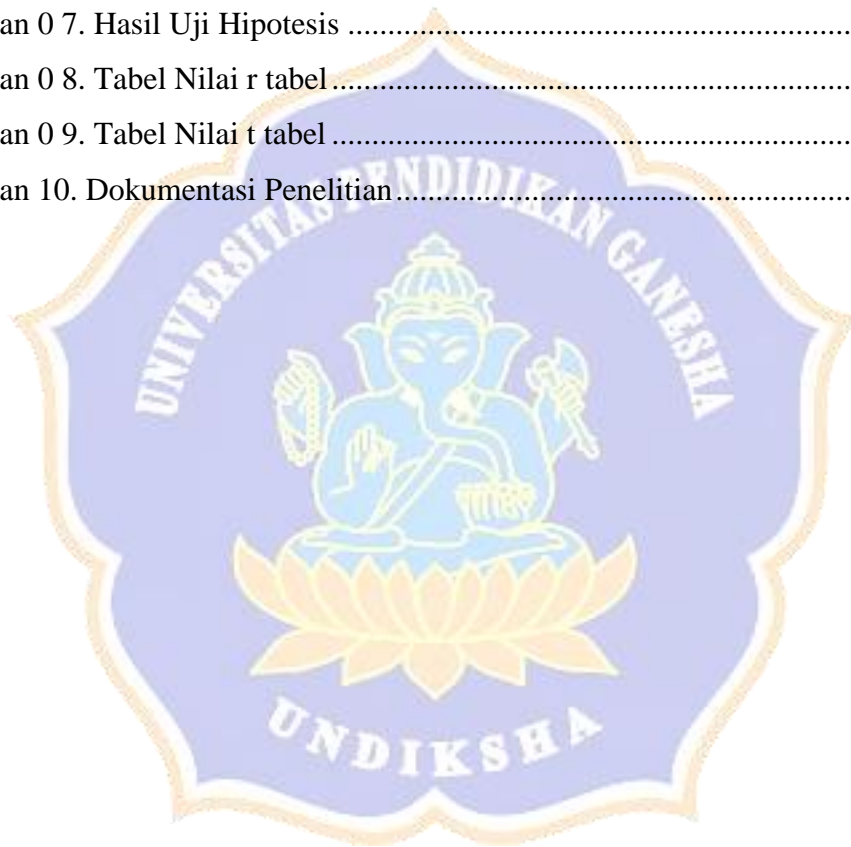 an 0 7. Hasil Uji Hipotesis ......................................................
an 0 8. Tabel Nilai r tabel ........................................................
an 0 9. Tabel Nilai t tabel ........................................................
an 10. Dokumentasi Penelitian .................................................
UNIVERSITAS PENDIDIKAN GANESHA
UNDIKSHA